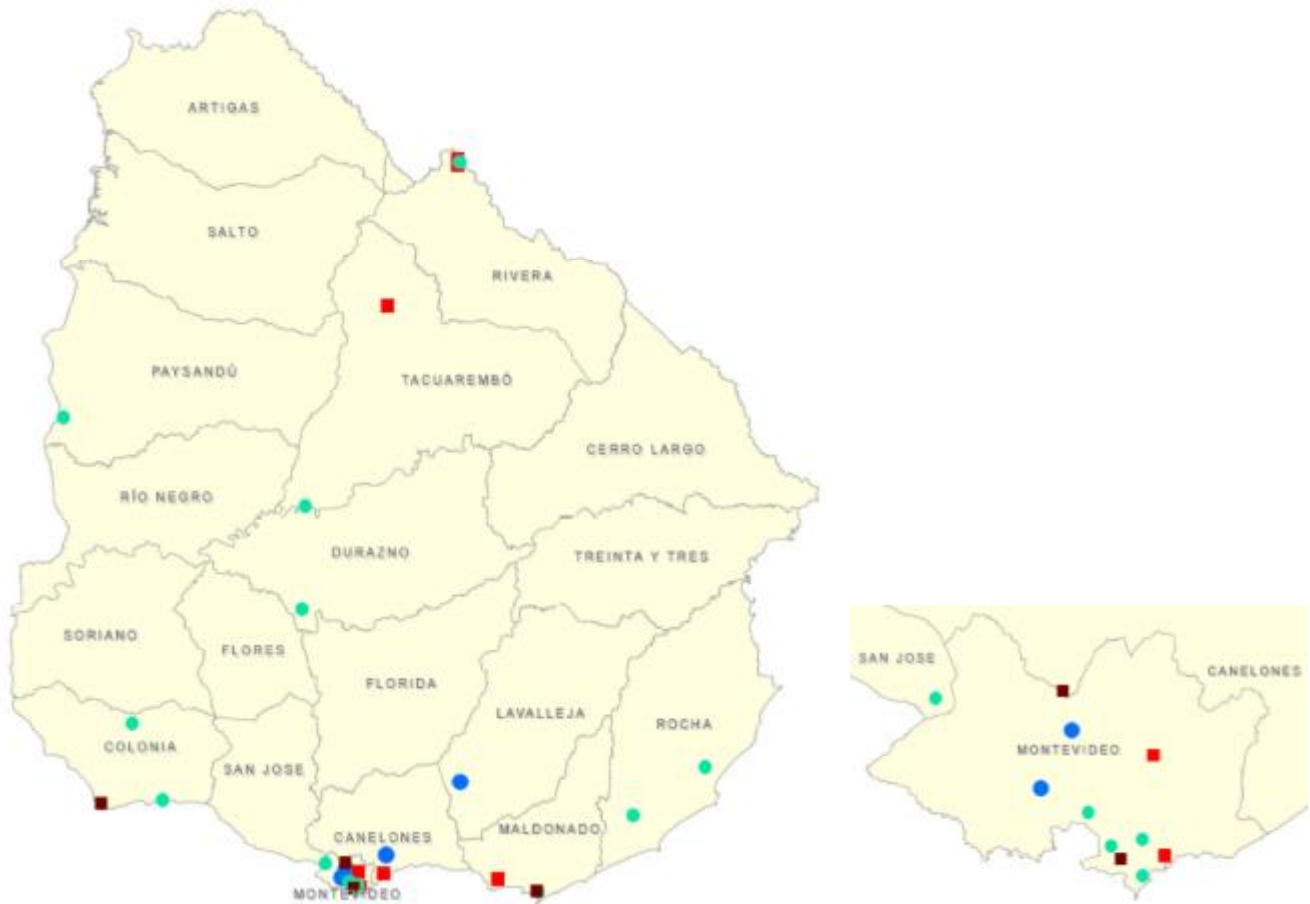 ARTIGAS
SALTO
RIVERA
PAYSANDÚ
TACUAREMBÓ
CERRO LARGO
RÍO NEGRO
DURAZNO
TREINTA Y TRES
SORIANO
FLORES
FLORIDA
LAVALLEJA
ROCHA
COLONIA
SAN JOSE
CANELONES
MALDONADO
MONTEVIDEO
SAN JOSE
CANELONES
MONTEVIDEO